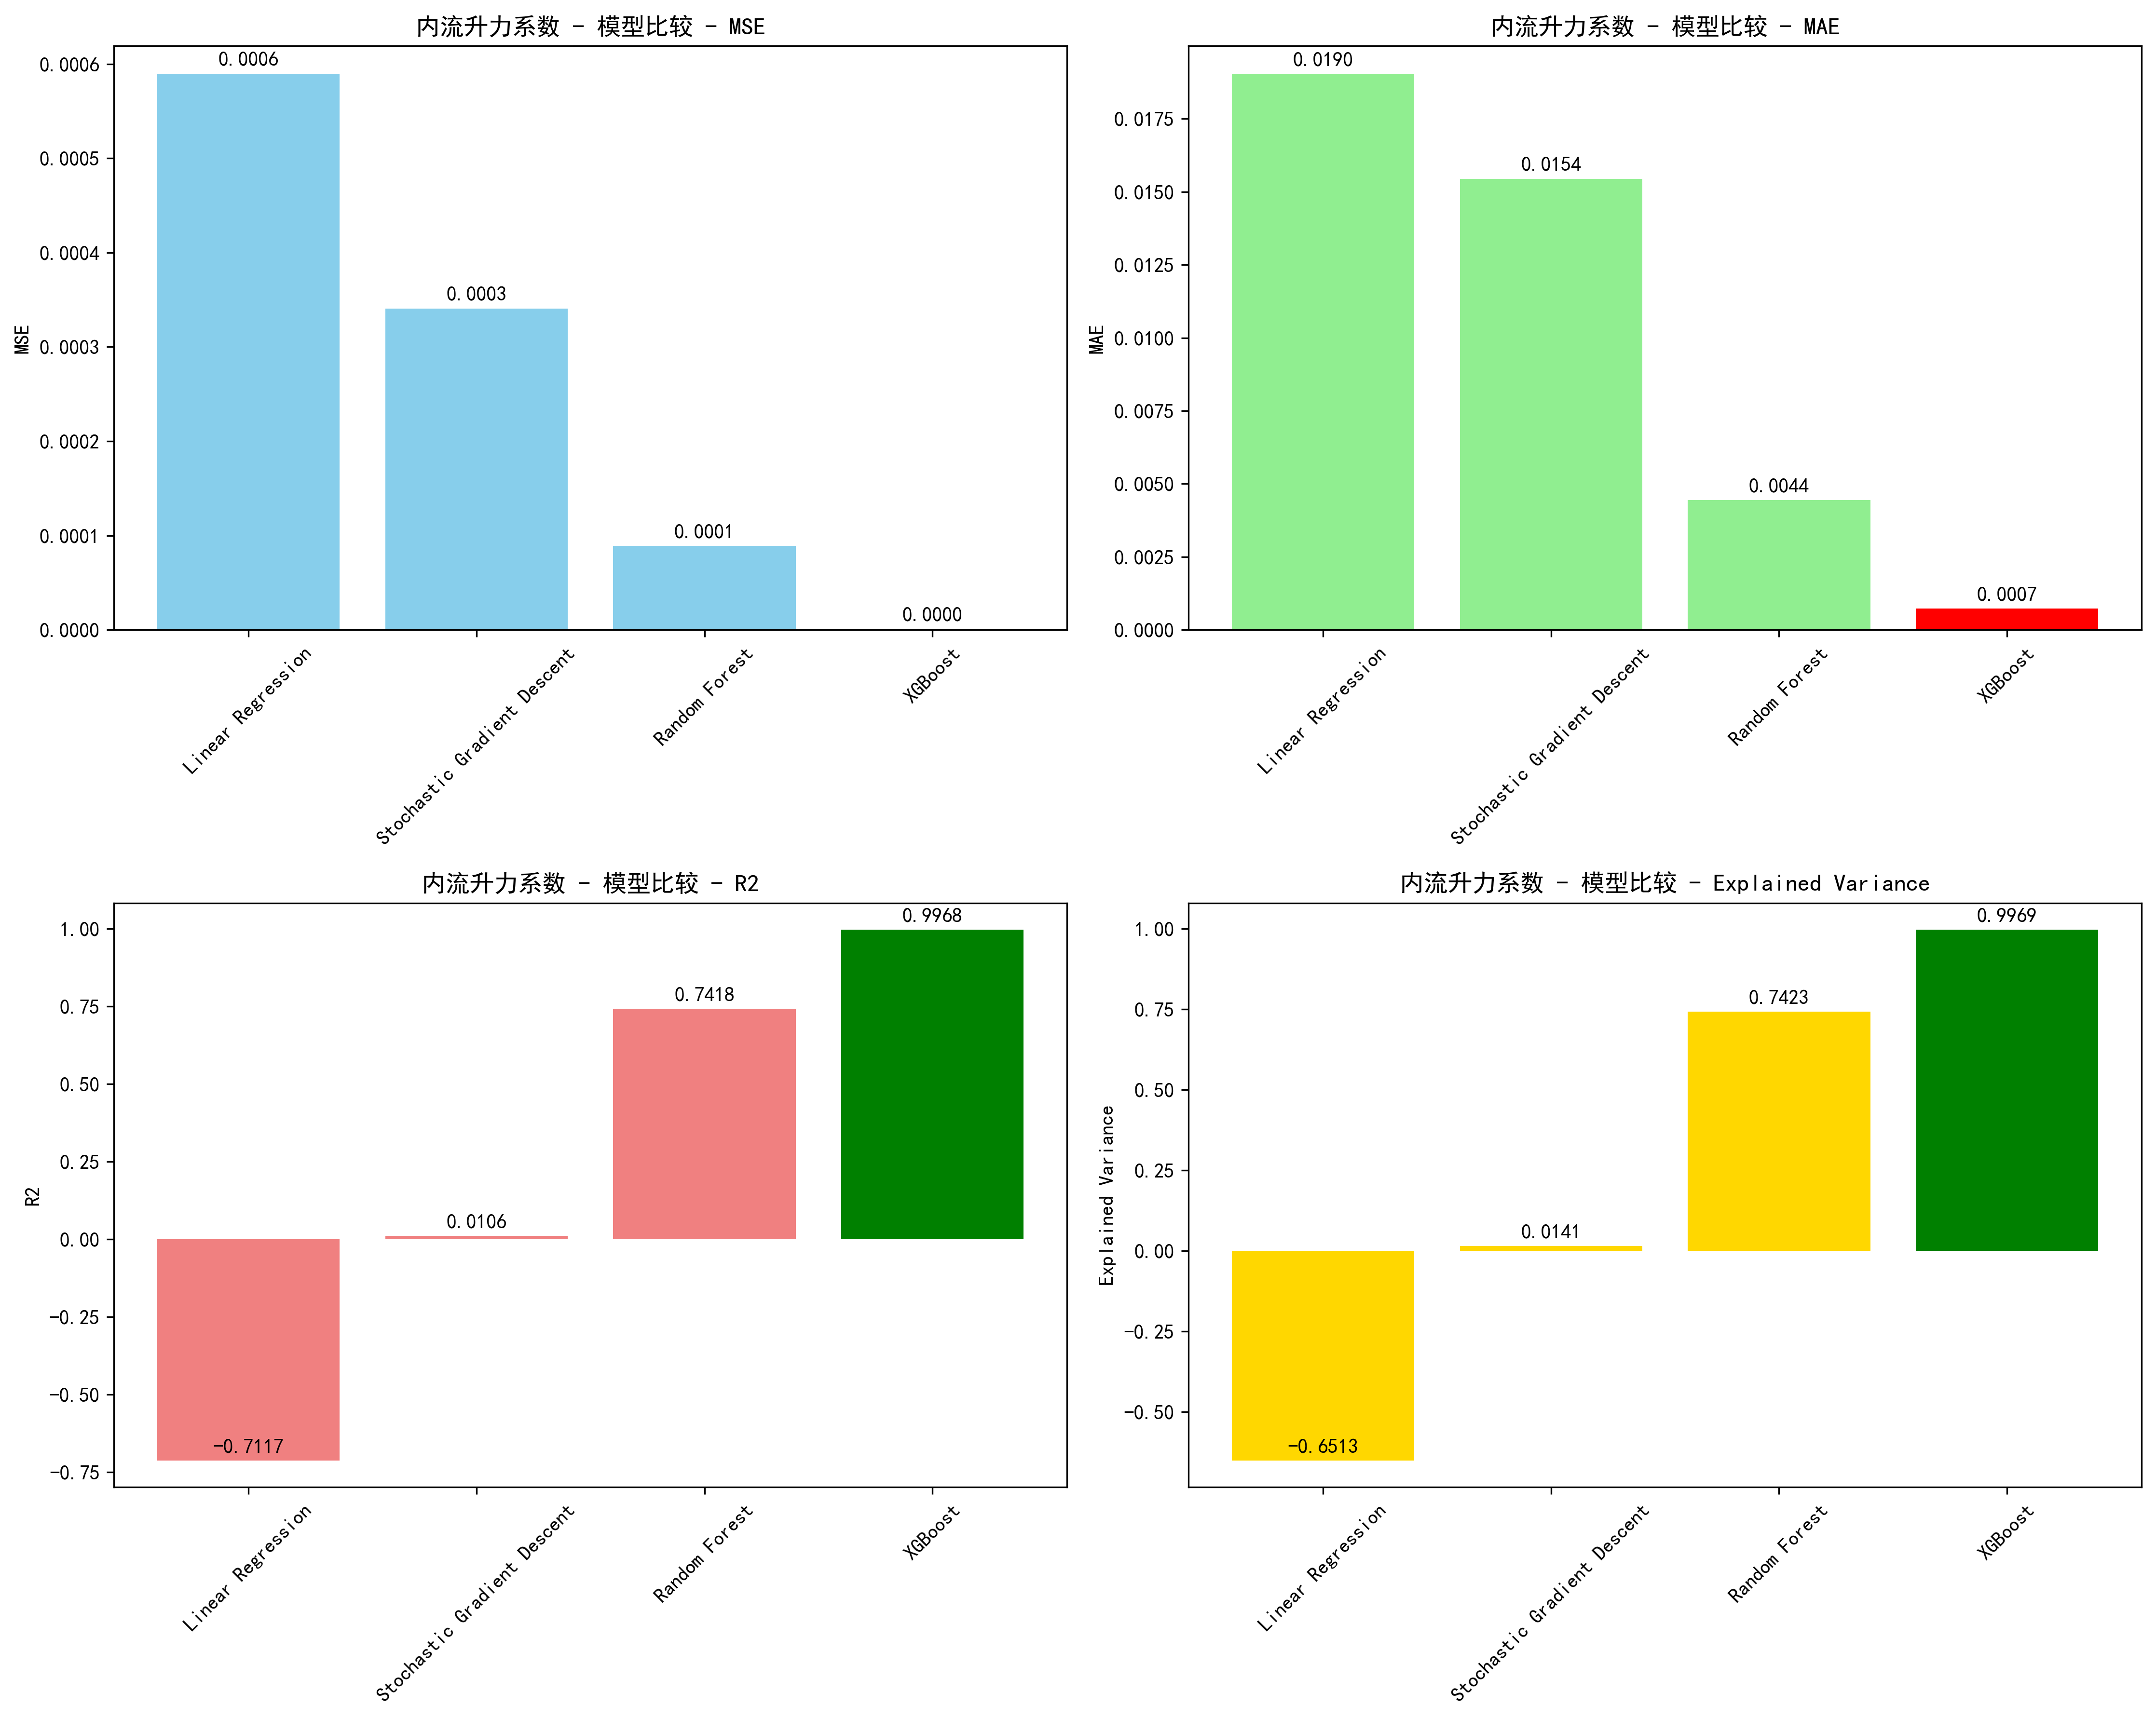 内流升力系数 - 模型比较 - MSE
0.0006
0.0005
0.0004
0.0003
0.0002
0.0001
0.0000
MSE
0.0006
0.0003
0.0001
0.0000
Linear Regression
Stochastic Gradient Descent
Random Forest
XGBoost
内流升力系数 - 模型比较 - MAE
0.0175
0.0150
0.0125
0.0100
0.0075
0.0050
0.0025
0.0000
MAE
0.0190
0.0154
0.0044
0.0007
Linear Regression
Stochastic Gradient Descent
Random Forest
XGBoost
内流升力系数 - 模型比较 - R2
1.00
0.75
0.50
0.25
0.00
-0.25
-0.50
-0.75
R2
-0.7117
0.0106
0.7418
0.9968
Linear Regression
Stochastic Gradient Descent
Random Forest
XGBoost
内流升力系数 - 模型比较 - Explained Variance
1.00
0.75
0.50
0.25
0.00
-0.25
-0.50
Explained Variance
-0.6513
0.0141
0.7423
0.9969
Linear Regression
Stochastic Gradient Descent
Random Forest
XGBoost